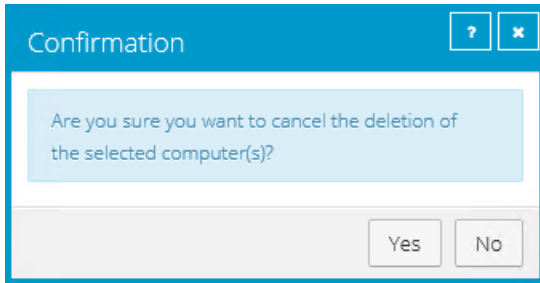 Confirmation
? ×
Are you sure you want to cancel the deletion of
the selected computer(s)?
Yes No